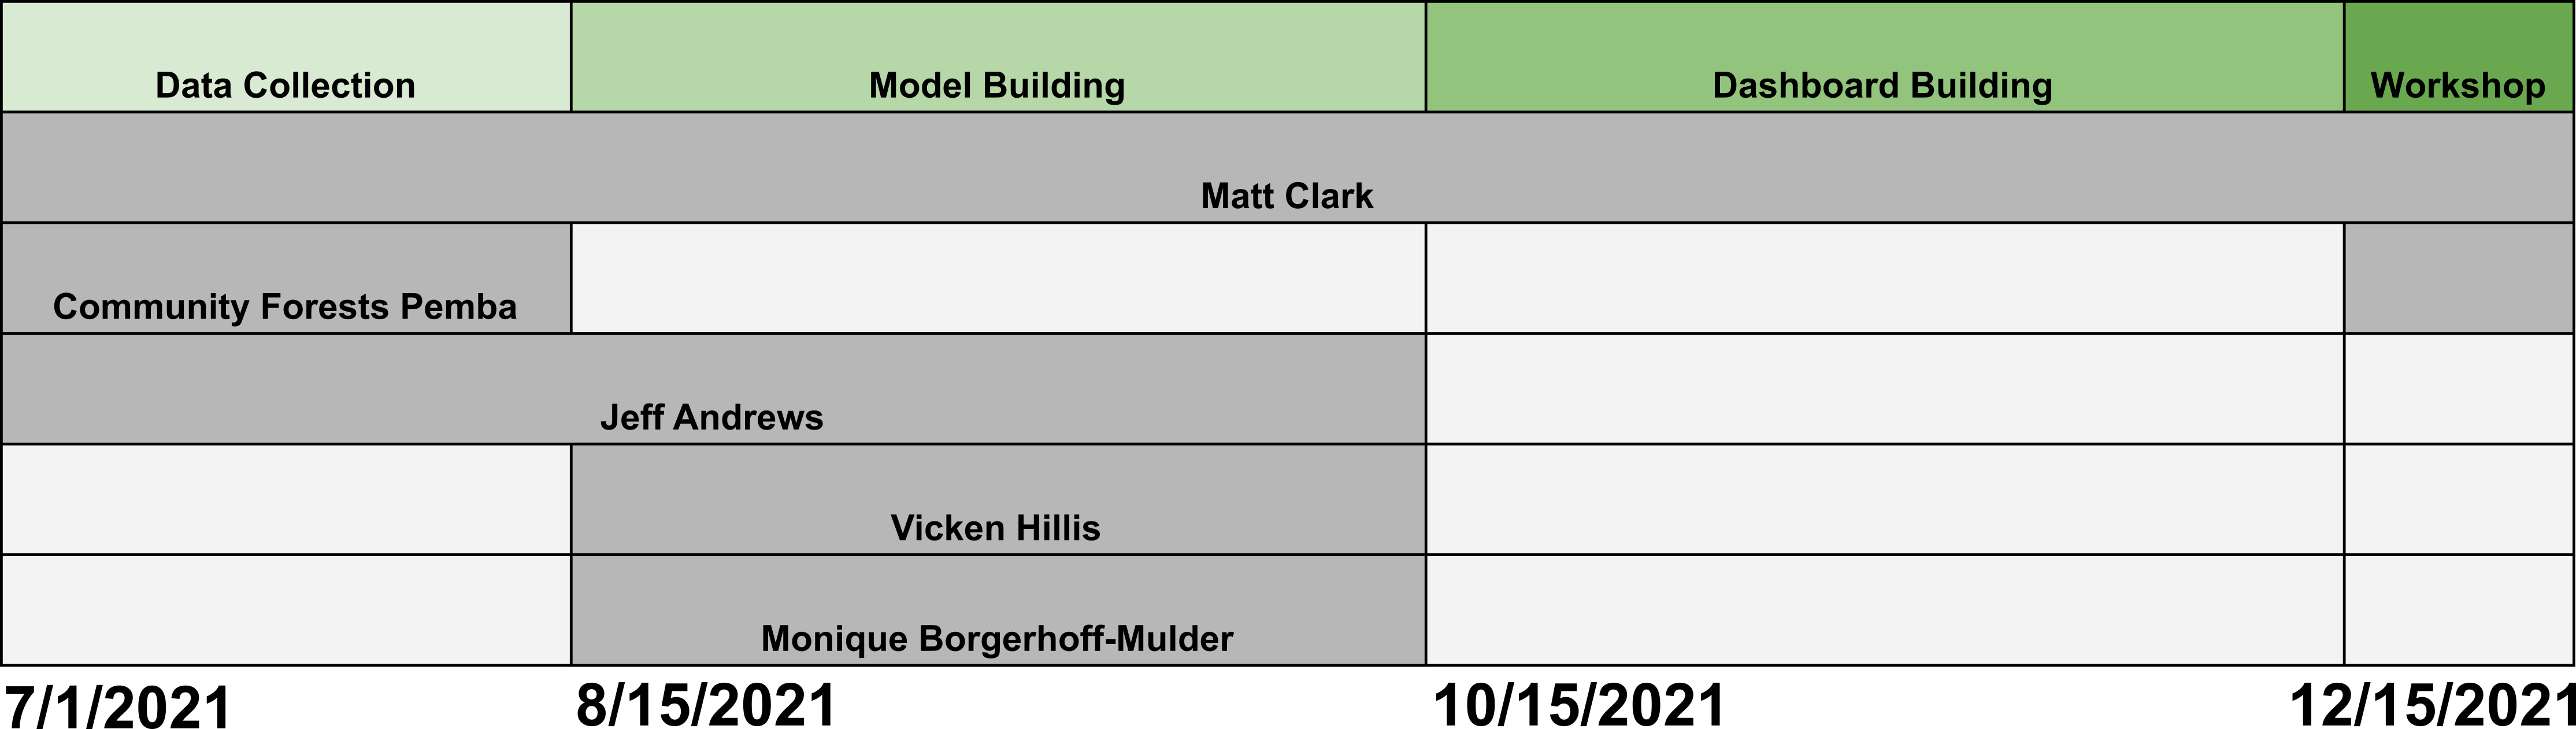 Data Collection Model Building Dashboard Building Workshop
Matt Clark
Community Forests Pemba
Jeff Andrews
Vicken Hillis
Monique Borgerhoff-Mulder
7/1/2021 8/15/2021 10/15/2021 12/15/2021